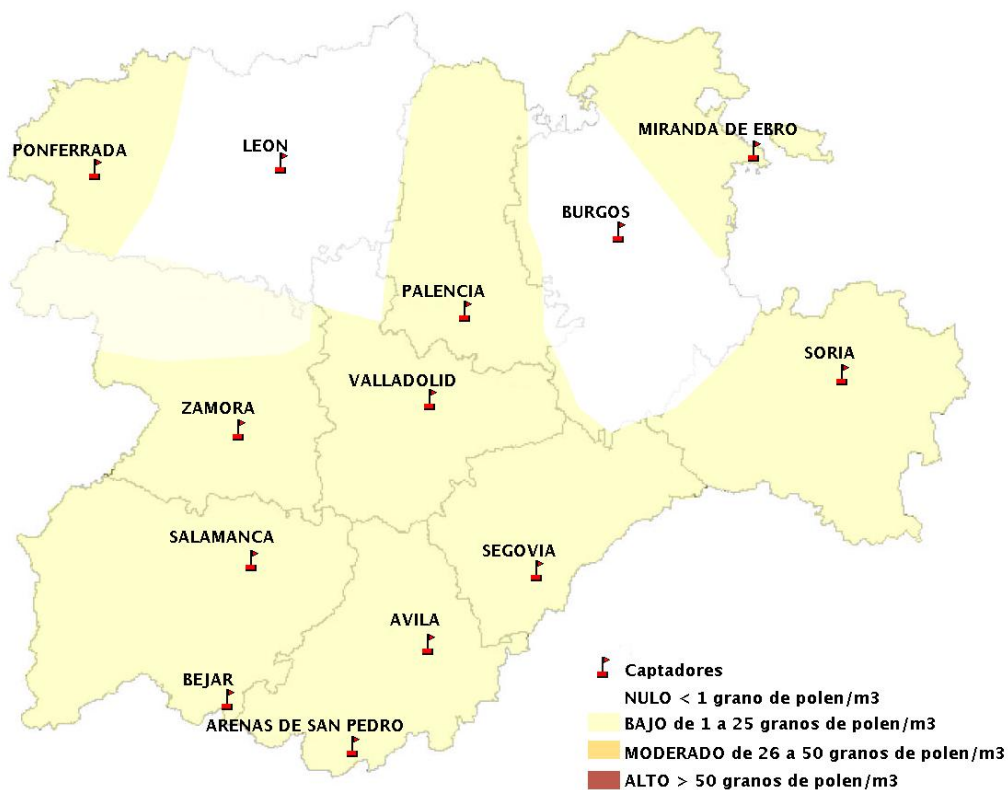 MIRANDA DE EBRO
PONFERRADA
LEON
BURGOS
PALENCIA
SORIA
VALLADOLID
ZAMORA
SALAMANCA
SEGOVIA
AVILA
BEJAR
ARENAS DE SAN PEDRO
Captadores
NULO < 1 grano de polen/m3
BAJO de 1 a 25 granos de polen/m3
MODERADO de 26 a 50 granos de polen/m3
ALTO > 50 granos de polen/m3